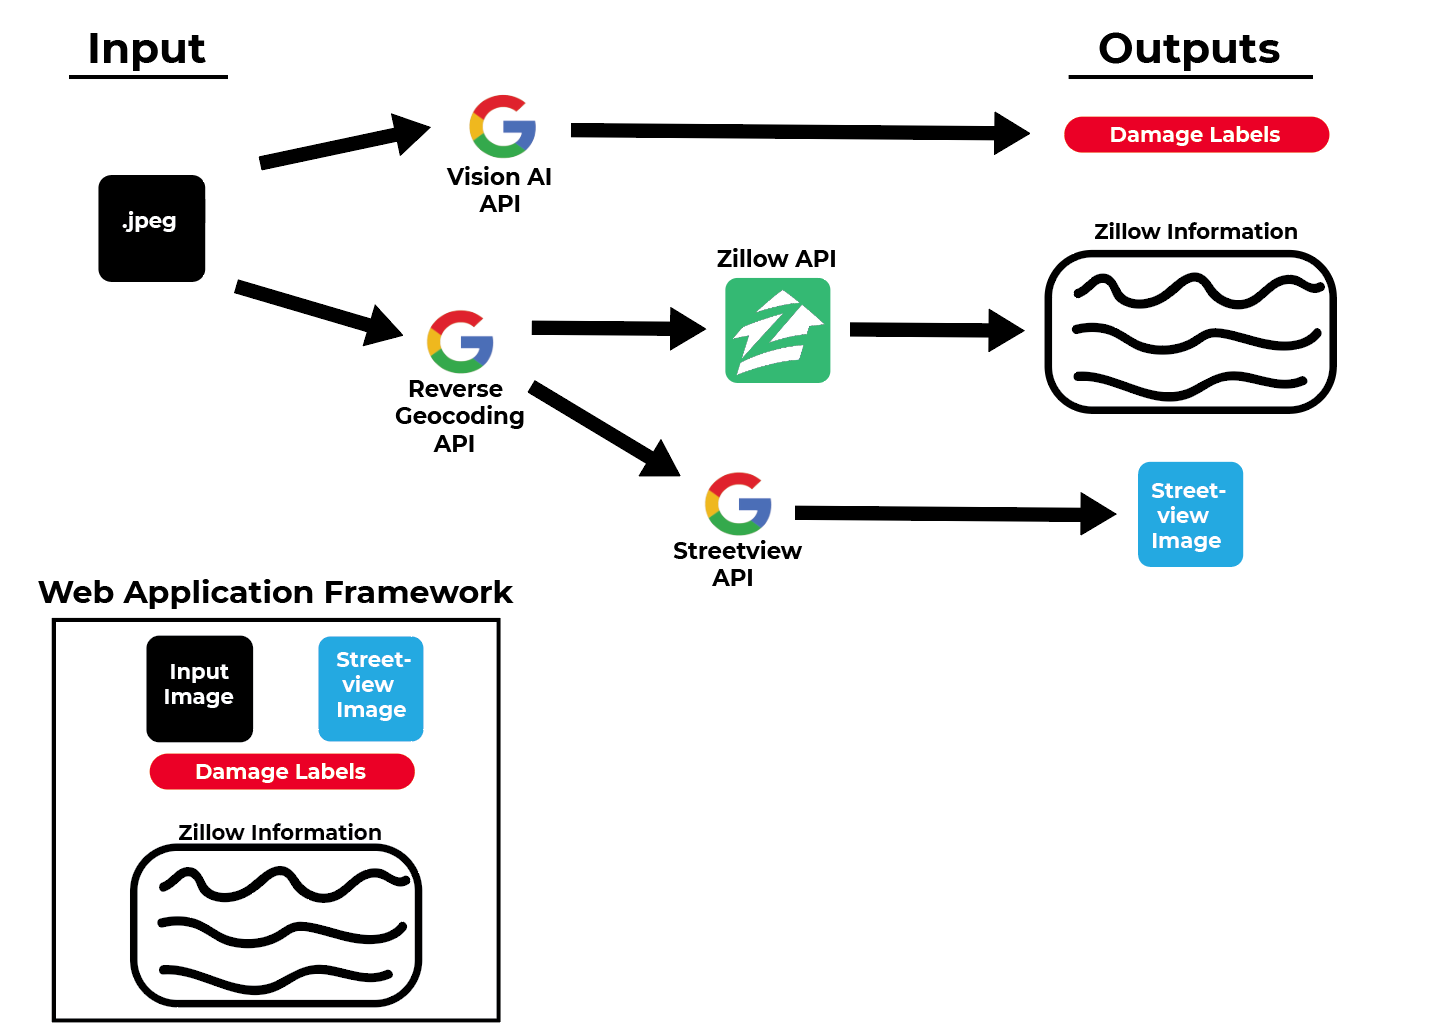 Input
Outputs
.jpeg
Vision AI
API
Damage Labels
Zillow Information
Zillow API
Reverse
Geocoding
API
Streetview
API
Street-
view
Image
Web Application Framework
Input
Image
Street-
view
Image
Damage Labels
Zillow Information